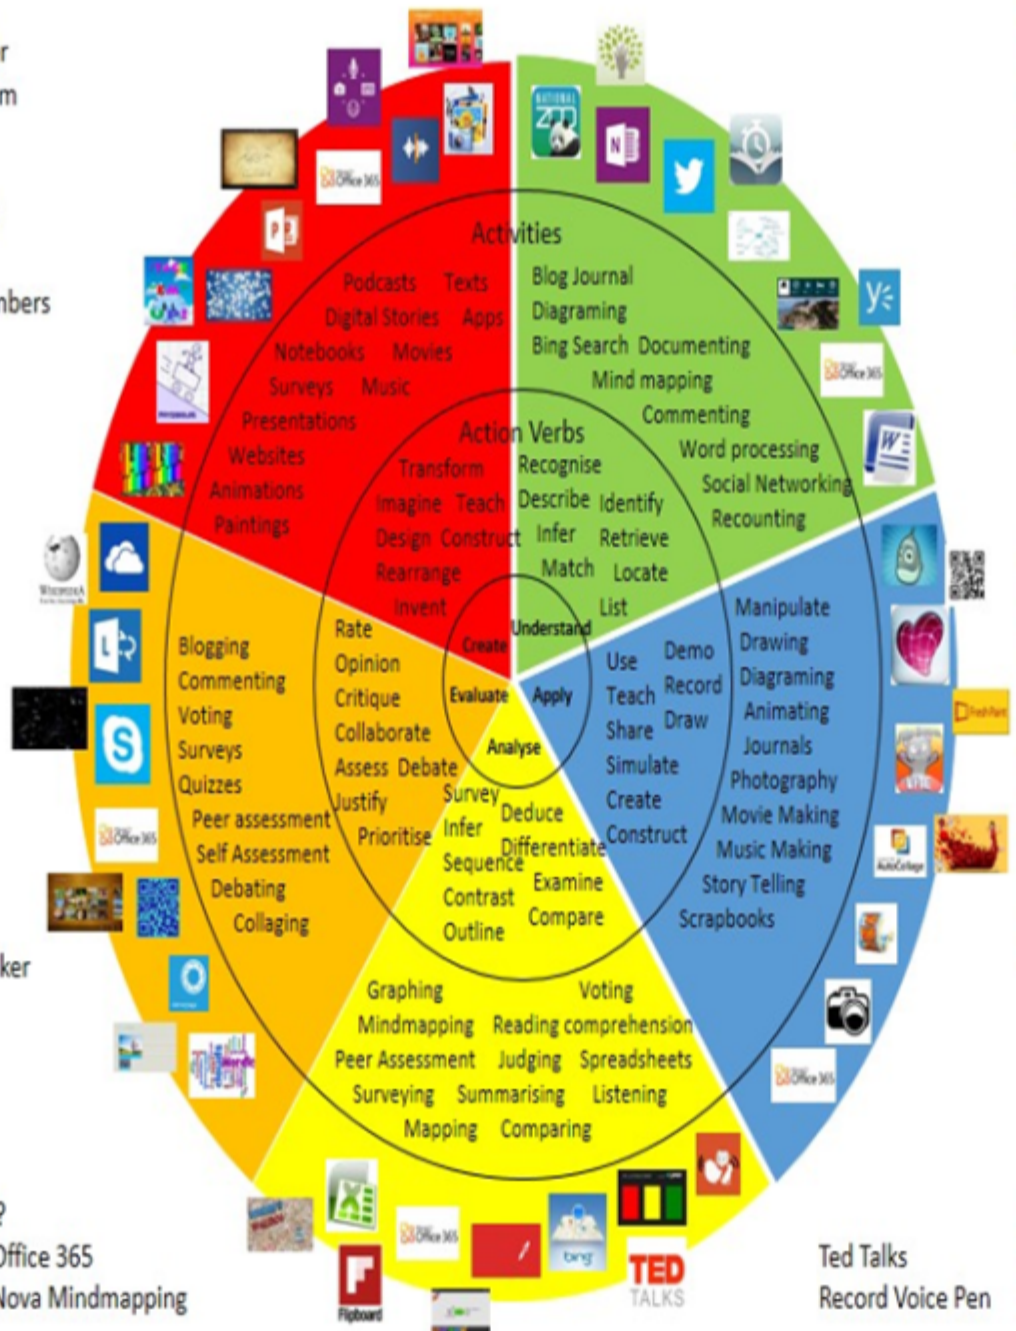 r
m
nbers
ker
?
Office 365
Nova Mindmapping
Ted Talks
Record Voice Pen
Activities
Podcasts Texts
Digital Stories Apps
Notebooks Movies
Surveys Music
Presentations
Websites
Animations
Paintings
Blog Journal
Diagraming
Bing Search Documenting
Mind mapping
Commenting
Word processing
Social Networking
Recounting
Action Verbs
Transform
Imagine Teach
Design Construct
Rearrange
Invent
Create
Recognise
Describe Identify
Infer Retrieve
Match Locate
List
Understand
Blogging
Commenting
Voting
Surveys
Quizzes
Peer assessment
Self Assessment
Debating
Collaging
Rate
Opinion
Critique
Collaborate
Assess Debate
Justify
Prioritise
Evaluate
Apply
Use Demo
Teach Record
Share Draw
Simulate
Create
Construct
Manipulate
Drawing
Diagraming
Animating
Journals
Photography
Movie Making
Music Making
Story Telling
Scrapbooks
Analyse
Survey Deduce
Infer Differentiate
Sequence Examine
Contrast Compare
Outline
Graphing Voting
Mindmapping Reading comprehension
Peer Assessment Judging Spreadsheets
Surveying Summarising Listening
Mapping Comparing
Office 365
P
NATIONAL
ZOO
N
y
Office 365
W
WIKIPEDIA
L
S
Office 365
Wordle
FreshPaint
AutoCollage
Office 365
X
Office 365
Flipboard
bing
TED
TALKS